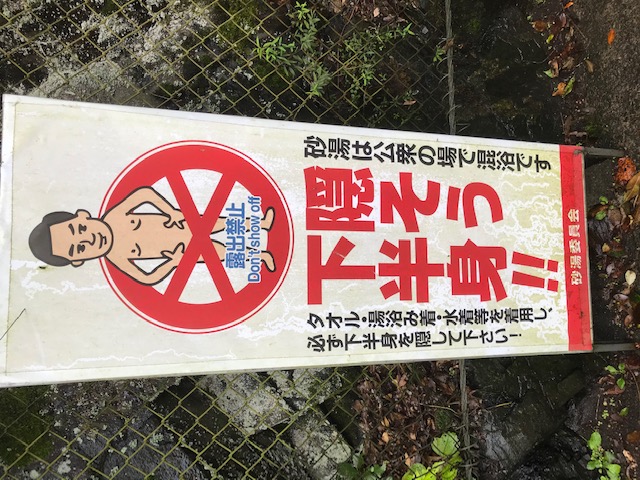 露出禁止
Don't show off
砂湯は公衆の場で混浴です
隠そう
下半身!!
タオル・湯浴み着・水着等を着用し、
必ず下半身を隠して下さい!
砂湯委員会